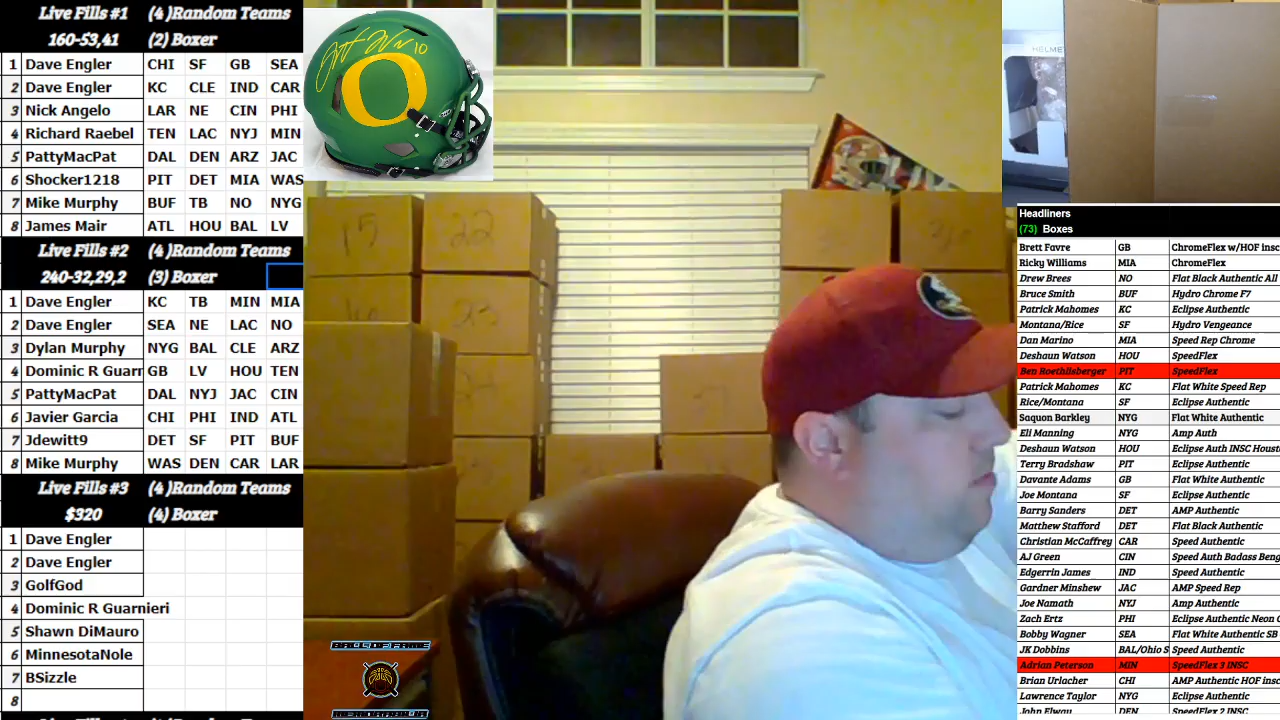 Live Fills #1 (4 )Random Teams
160-53,41 (2) Boxer
1 Dave Engler CHI SF GB SEA
2 Dave Engler KC CLE IND CAR
3 Nick Angelo LAR NE CIN PHI
4 Richard Raebel TEN LAC NYJ MIN
5 PattyMacPat DAL DEN ARZ JAC
6 Shocker1218 PIT DET MIA WAS
7 Mike Murphy BUF TB NO NYG
8 James Mair ATL HOU BAL LV
Live Fills #2 (4 )Random Teams
240-32,29,2 (3) Boxer
1 Dave Engler KC TB MIN MIA
2 Dave Engler SEA NE LAC NO
3 Dylan Murphy NYG BAL CLE ARZ
4 Dominic R Guarr GB LV HOU TEN
5 PattyMacPat DAL NYJ JAC CIN
6 Javier Garcia CHI PHI IND ATL
7 Jdewitt9 DET SF PIT BUF
8 Mike Murphy WAS DEN CAR LAR
Live Fills #3 (4 )Random Teams
$320 (4) Boxer
1 Dave Engler
2 Dave Engler
3 GolfGod
4 Dominic R Guarnieri
5 Shawn DiMauro
6 MinnesotaNole
7 BSizzle
8
10
15
22
23
HELME
Headliners
(73) Boxes
Brett Favre GB ChromeFlex w/HOF insc
Ricky Williams MIA ChromeFlex
Drew Brees NO Flat Black Authentic All
Bruce Smith BUF Hydro Chrome F7
Patrick Mahomes KC Eclipse Authentic
Montana/Rice SF Hydro Vengeance
Dan Marino MIA Speed Rep Chrome
Deshaun Watson HOU SpeedFlex
Ben Roethilsberger PIT SpeedFlex
Patrick Mahomes KC Flat White Speed Rep
Rice/Montana SF Eclipse Authentic
Saquon Barkley NYG Flat White Authentic
Eli Manning NYG Amp Auth
Deshaun Watson HOU Eclipse Auth INSC Houst
Terry Bradshaw PIT Eclipse Authentic
Davante Adams GB Flat White Authentic
Joe Montana SF Eclipse Authentic
Barry Sanders DET AMP Authentic
Matthew Stafford DET Flat Black Authentic
Christian McCaffrey CAR Speed Authentic
AJ Green CIN Speed Auth Badass Beng
Edgerrin James IND Speed Authentic
Gardner Minshew JAC AMP Speed Rep
Joe Namath NYJ Amp Authentic
Zach Ertz PHI Eclipse Authentic Neon
Bobby Wagner SEA Flat White Authentic SB
JK Dobbins BAL/Ohio S Speed Authentic
Adrian Peterson MIN SpeedFlex 3 INSC
Brian Urlacher CHI AMP Authentic HOF insc
Lawrence Taylor NYG Eclipse Authentic
John Elway DEN SpeedFlex 2 INSC